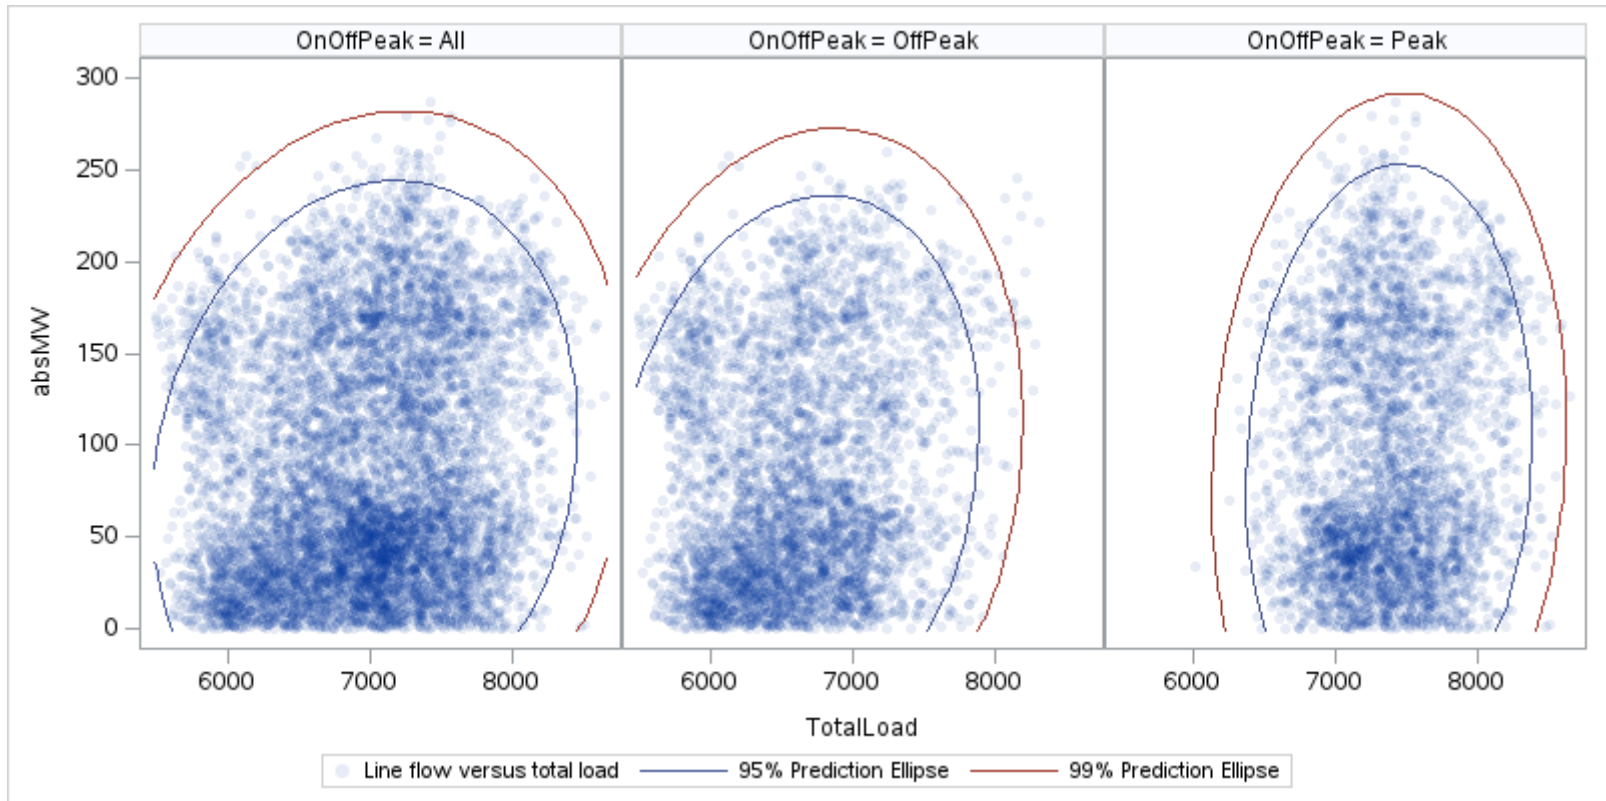 OnOffPeak = All
OnOffPeak = OffPeak
OnOffPeak = Peak
300
250
200
150
100
50
0
absMW
6000 7000 8000
6000 7000 8000
6000 7000 8000
TotalLoad
Line flow versus total load
95% Prediction Ellipse
99% Prediction Ellipse